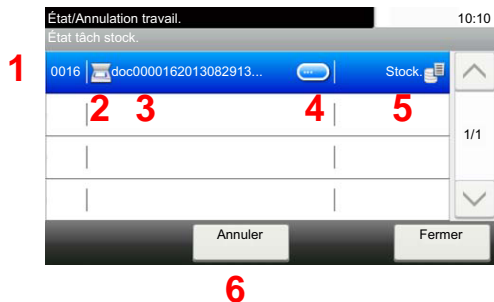 État/Annulation travail. 10:10
État tâch stock.
1 0016 doc0000162013082913... Stock.
2 3 4 5
1/1
Annuler Fermer
6